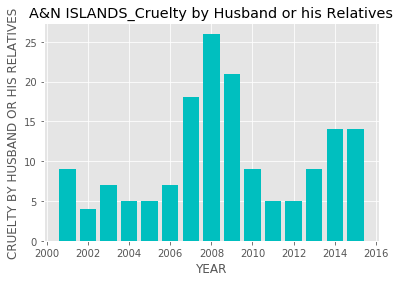 A&N ISLANDS_Cruelty by Husband or his Relatives
CRUELTY BY HUSBAND OR HIS RELATIVES
25
20
15
10
5
0
2000 2002 2004 2006 2008 2010 2012 2014 2016
YEAR